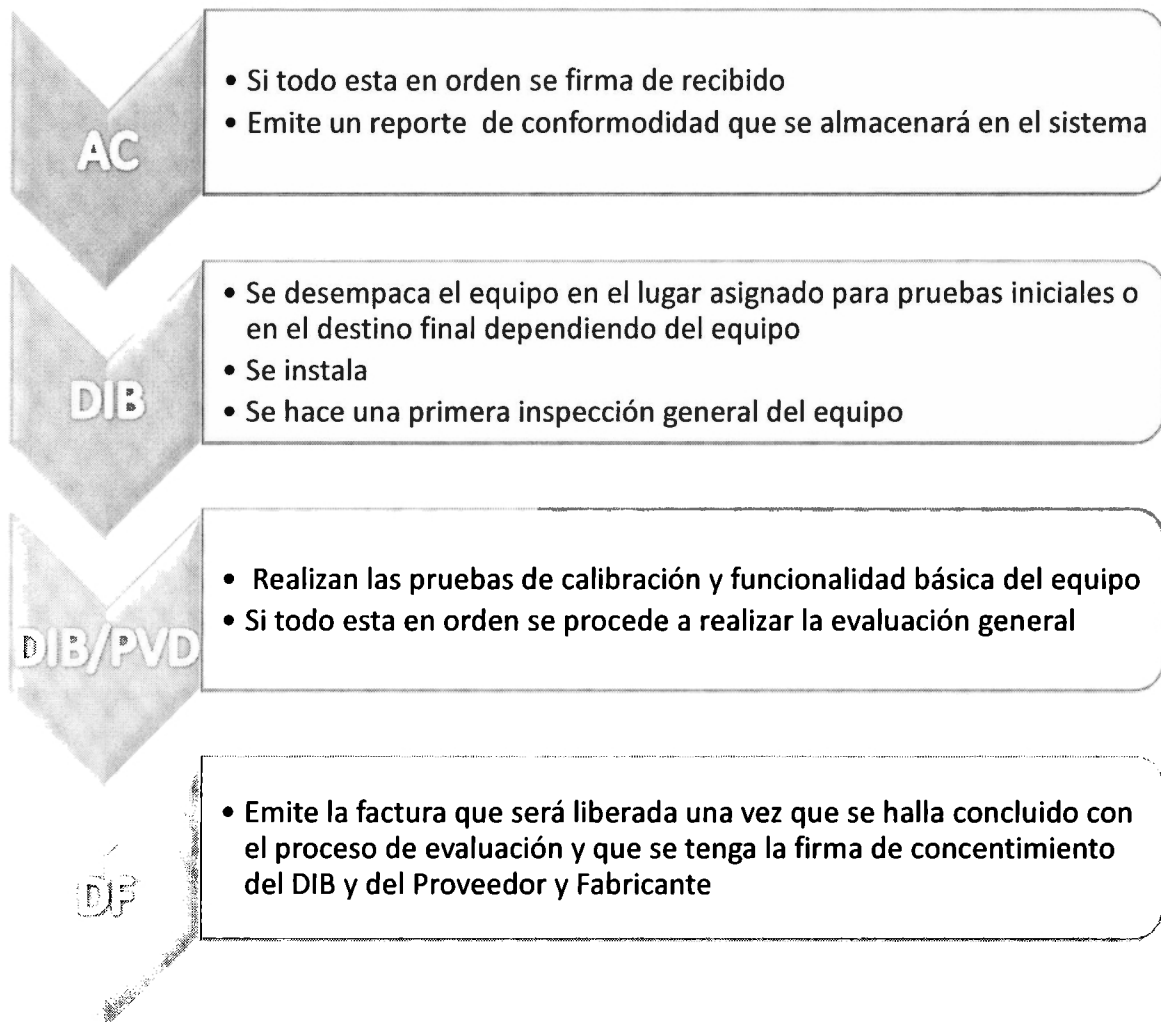 AC
• Si todo esta en orden se firma de recibido
• Emite un reporte de conformodidad que se almacenará en el sistema
DIB
• Se desempaca el equipo en el lugar asignado para pruebas iniciales o
en el destino final dependiendo del equipo
• Se instala
• Se hace una primera inspección general del equipo
DIB/PVD
• Realizan las pruebas de calibración y funcionalidad básica del equipo
• Si todo esta en orden se procede a realizar la evaluación general
DF
• Emite la factura que será liberada una vez que se halla concluido con
el proceso de evaluación y que se tenga la firma de concentimiento
del DIB y del Proveedor y Fabricante